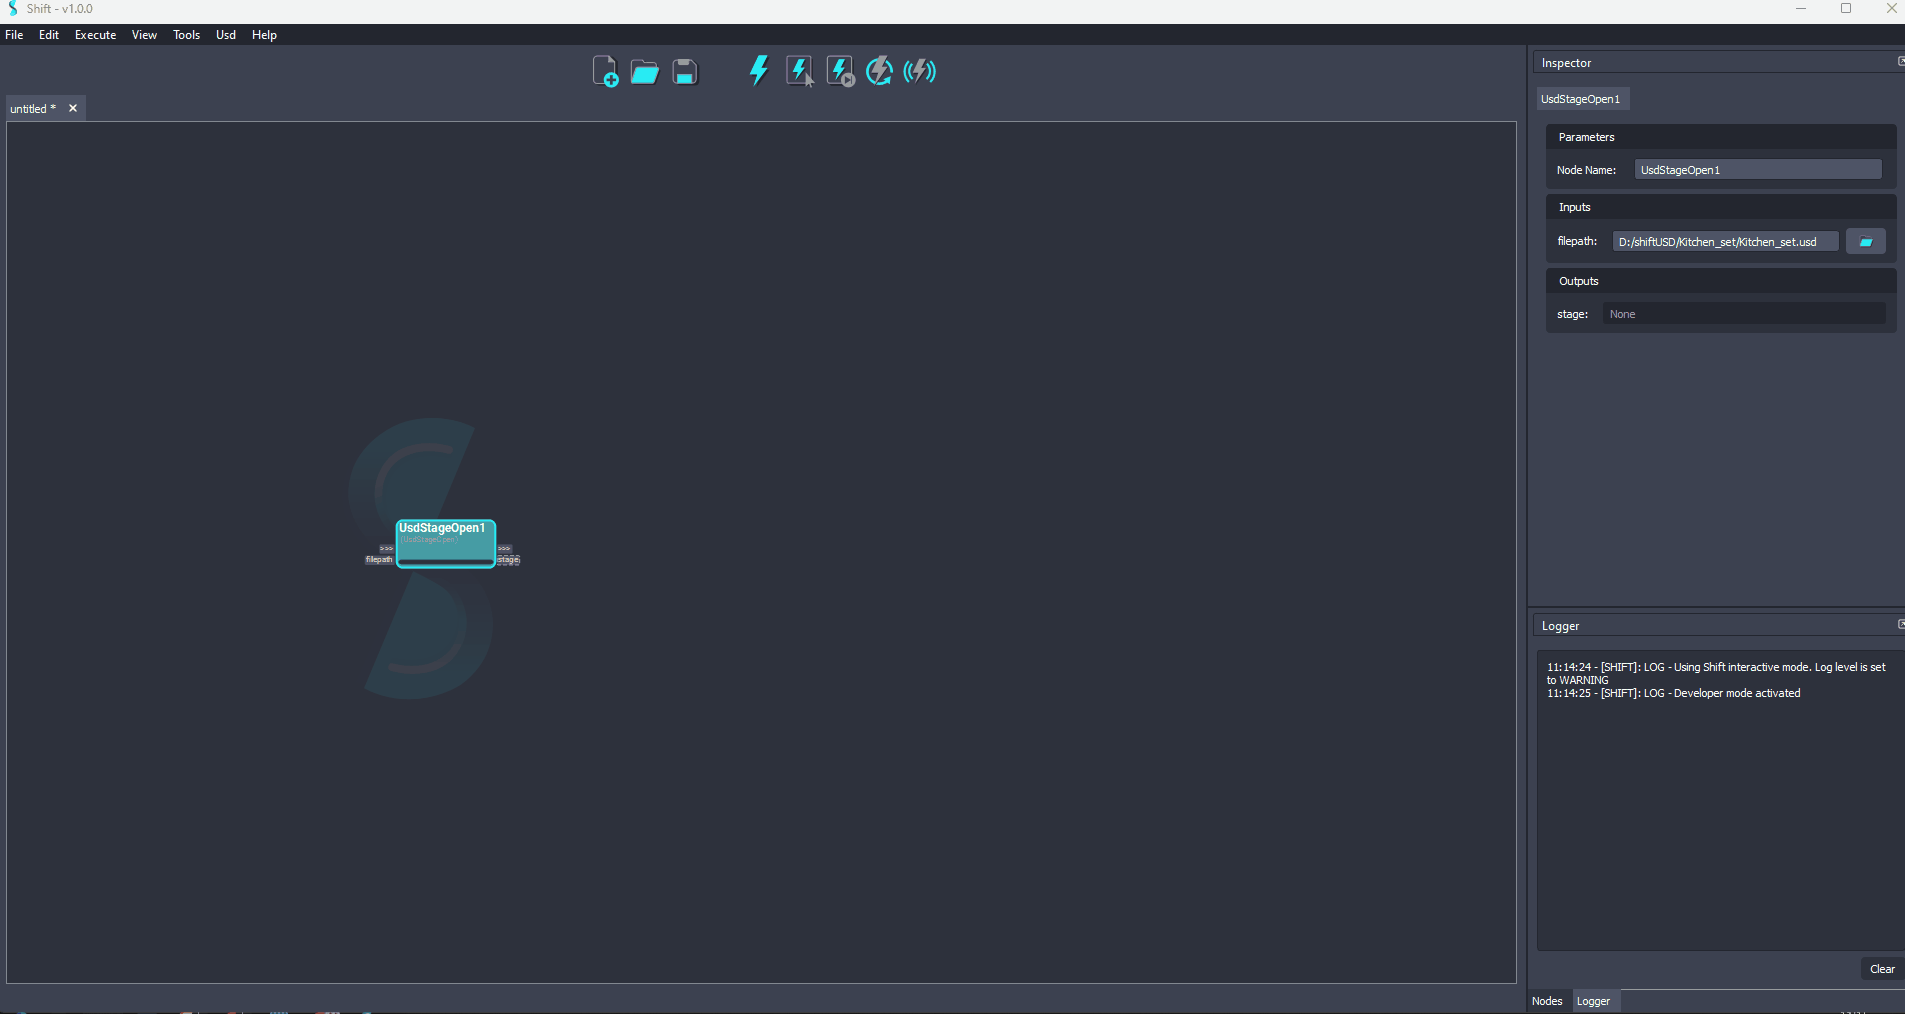 Shift - v1.0.0
File Edit Execute View Tools Usd Help
untitled *
UsdStageOpen1
(UsdStageOpen)
>>> >>>
filepath stage
Inspector
UsdStageOpen1
Parameters
Node Name: UsdStageOpen1
Inputs
filepath: D:/shiftUSD/Kitchen_set/Kitchen_set.usd
Outputs
stage: None
Logger
11:14:24 - [SHIFT]: LOG - Using Shift interactive mode. Log level is set
to WARNING
11:14:25 - [SHIFT]: LOG - Developer mode activated
Clear
Nodes Logger